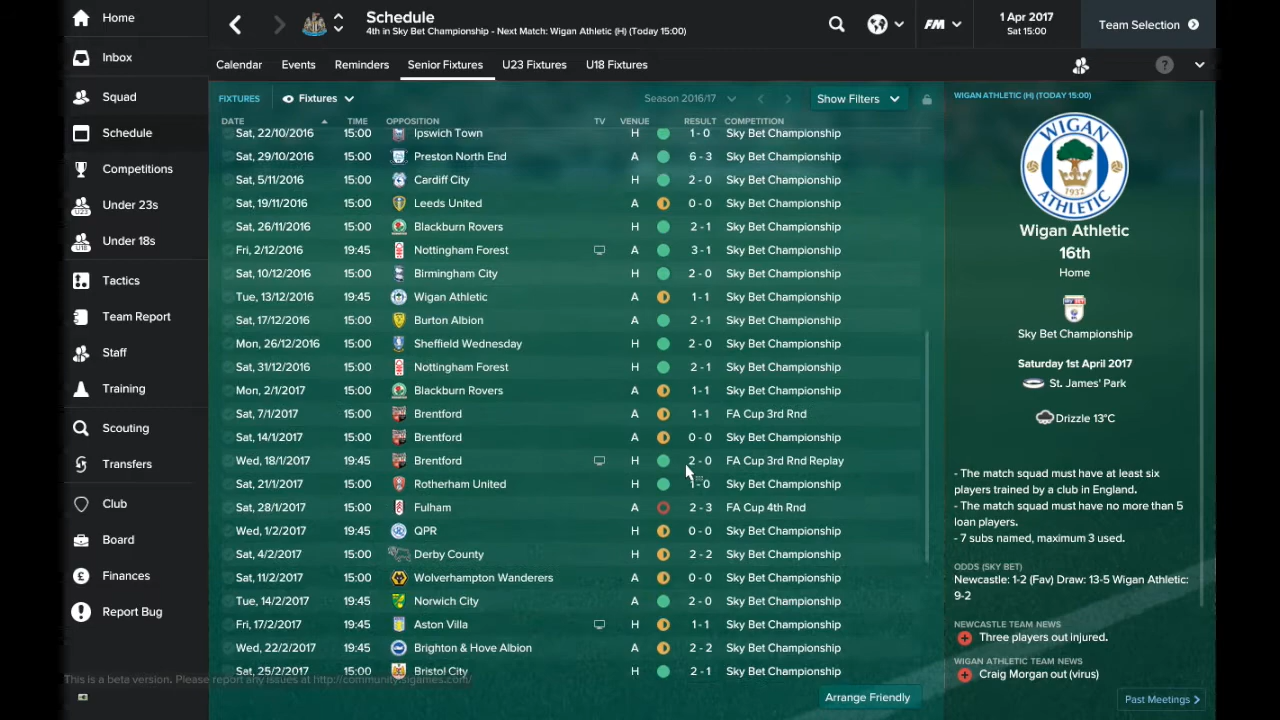 Home
Inbox
Squad
Schedule
Competitions
U23
Under 23s
U18
Under 18s
Tactics
Team Report
Staff
Training
Scouting
Transfers
Club
Board
Finances
Report Bug
Schedule
4th in Sky Bet Championship - Next Match: Wigan Athletic (H) (Today 15:00)
FM
1 Apr 2017
Sat 15:00
Team Selection
Calendar Events Reminders Senior Fixtures U23 Fixtures U18 Fixtures
?
FIXTURES Fixtures Season 2016/17 Show Filters
DATE TIME OPPOSITION TV VENUE RESULT COMPETITION
Sat, 22/10/2016 15:00 Ipswich Town H 1 - 0 Sky Bet Championship
Sat, 29/10/2016 15:00 Preston North End A 6 - 3 Sky Bet Championship
Sat, 5/11/2016 15:00 Cardiff City H 2 - 0 Sky Bet Championship
Sat, 19/11/2016 15:00 Leeds United A 0 - 0 Sky Bet Championship
Sat, 26/11/2016 15:00 Blackburn Rovers H 2 - 1 Sky Bet Championship
Fri, 2/12/2016 19:45 Nottingham Forest A 3 - 1 Sky Bet Championship
Sat, 10/12/2016 15:00 Birmingham City H 2 - 0 Sky Bet Championship
Tue, 13/12/2016 19:45 Wigan Athletic A 1 - 1 Sky Bet Championship
Sat, 17/12/2016 15:00 Burton Albion A 2 - 1 Sky Bet Championship
Mon, 26/12/2016 15:00 Sheffield Wednesday H 2 - 0 Sky Bet Championship
Sat, 31/12/2016 15:00 Nottingham Forest H 2 - 1 Sky Bet Championship
Mon, 2/1/2017 15:00 Blackburn Rovers A 1 - 1 Sky Bet Championship
Sat, 7/1/2017 15:00 Brentford A 1 - 1 FA Cup 3rd Rnd
Sat, 14/1/2017 15:00 Brentford A 0 - 0 Sky Bet Championship
Wed, 18/1/2017 19:45 Brentford H 2 - 0 FA Cup 3rd Rnd Replay
Sat, 21/1/2017 15:00 Rotherham United H 1 - 0 Sky Bet Championship
Sat, 28/1/2017 15:00 Fulham A 2 - 3 FA Cup 4th Rnd
Wed, 1/2/2017 19:45 QPR H 0 - 0 Sky Bet Championship
Sat, 4/2/2017 15:00 Derby County H 2 - 2 Sky Bet Championship
Sat, 11/2/2017 15:00 Wolverhampton Wanderers A 0 - 0 Sky Bet Championship
Tue, 14/2/2017 19:45 Norwich City A 2 - 0 Sky Bet Championship
Fri, 17/2/2017 19:45 Aston Villa H 1 - 1 Sky Bet Championship
Wed, 22/2/2017 19:45 Brighton & Hove Albion A 2 - 2 Sky Bet Championship
Sat, 25/2/2017 15:00 Bristol City H 2 - 1 Sky Bet Championship
This is a beta version. Please report any issues at http://community.sigames.com/
Arrange Friendly
WIGAN ATHLETIC (H) (TODAY 15:00)
WIGAN
1932
ATHLETIC
Wigan Athletic
16th
Home
Sky Bet Championship
Saturday 1st April 2017
St. James' Park
Drizzle 13°C
- The match squad must have at least six
players trained by a club in England.
- The match squad must have no more than 5
loan players.
- 7 subs named, maximum 3 used.
ODDS (SKY BET)
Newcastle: 1-2 (Fav) Draw: 13-5 Wigan Athletic:
9-2
NEWCASTLE TEAM NEWS
Three players out injured.
WIGAN ATHLETIC TEAM NEWS
Craig Morgan out (virus)
Past Meetings